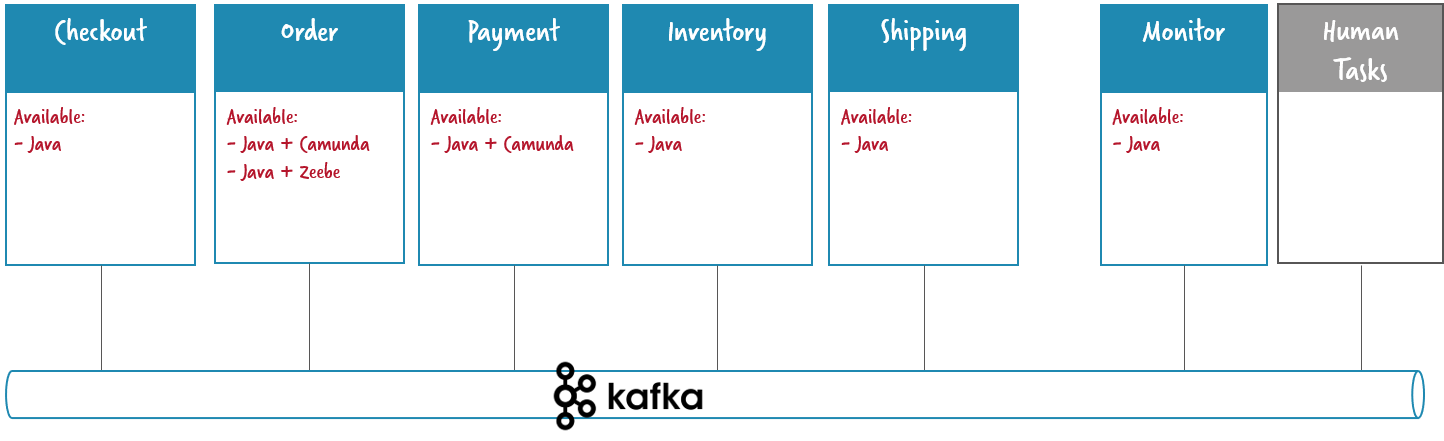 Checkout
Available:
- Java
Order
Available:
- Java + Camunda
- Java + Zeebe
Payment
Available:
- Java + Camunda
Inventory
Available:
- Java
Shipping
Available:
- Java
Monitor
Available:
- Java
Human
Tasks
kafka